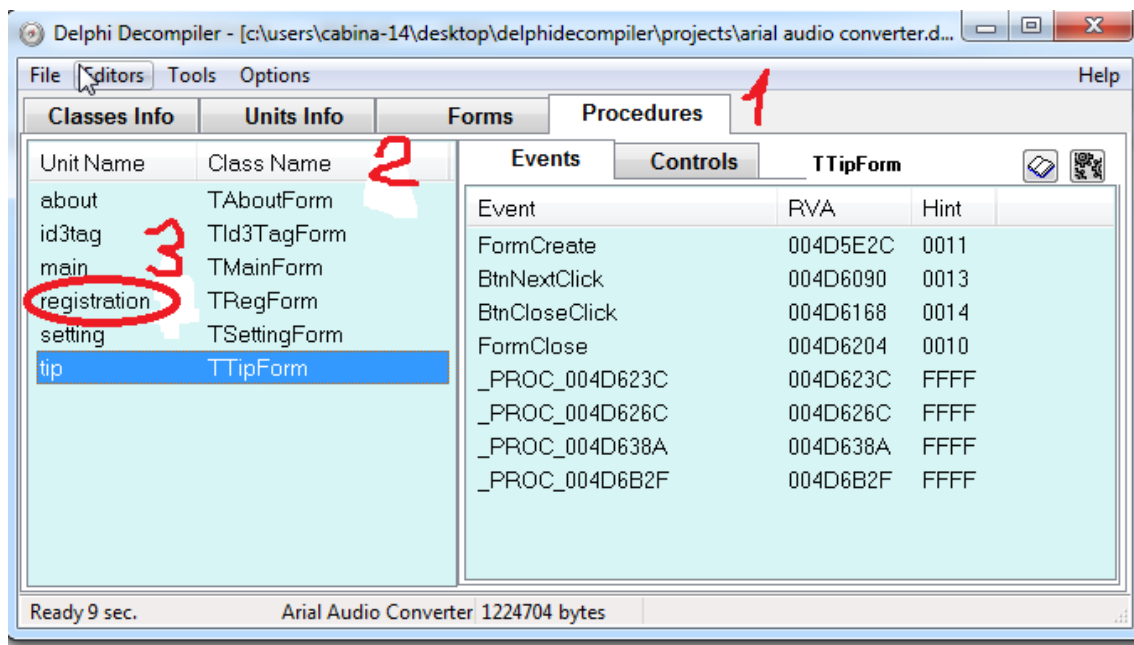 Delphi Decompiler - [c:\users\cabina-14\desktop\delphidecompiler\projects\arial audio converter.d...
File Editors Tools Options Help
Classes Info Units Info Forms Procedures 1
Unit Name Class Name 2
about TAboutForm
id3tag TId3TagForm
3
main TMainForm
registration TRegForm
setting TSettingForm
tip TTipForm
Events Controls TTipForm
Event RVA Hint
FormCreate 004D5E2C 0011
BtnNextClick 004D6090 0013
BtnCloseClick 004D6168 0014
FormClose 004D6204 0010
_PROC_004D623C 004D623C FFFF
_PROC_004D626C 004D626C FFFF
_PROC_004D638A 004D638A FFFF
_PROC_004D6B2F 004D6B2F FFFF
Ready 9 sec. Arial Audio Converter 1224704 bytes